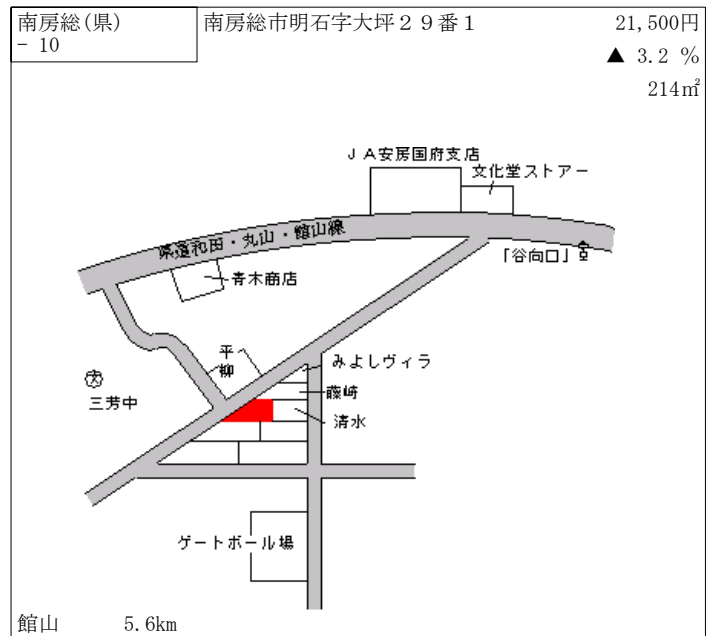 南房総(県)
- 10
南房総市明石字大坪２９番１
21,500円
▲ 3.2 %
214㎡
ＪＡ安房国府支店
文化堂ストアー
県道和田・丸山・館山線
「谷向口」
青木商店
平柳
みよしヴィラ
藤崎
清水
文
三芳中
ゲートボール場
館山 5.6km